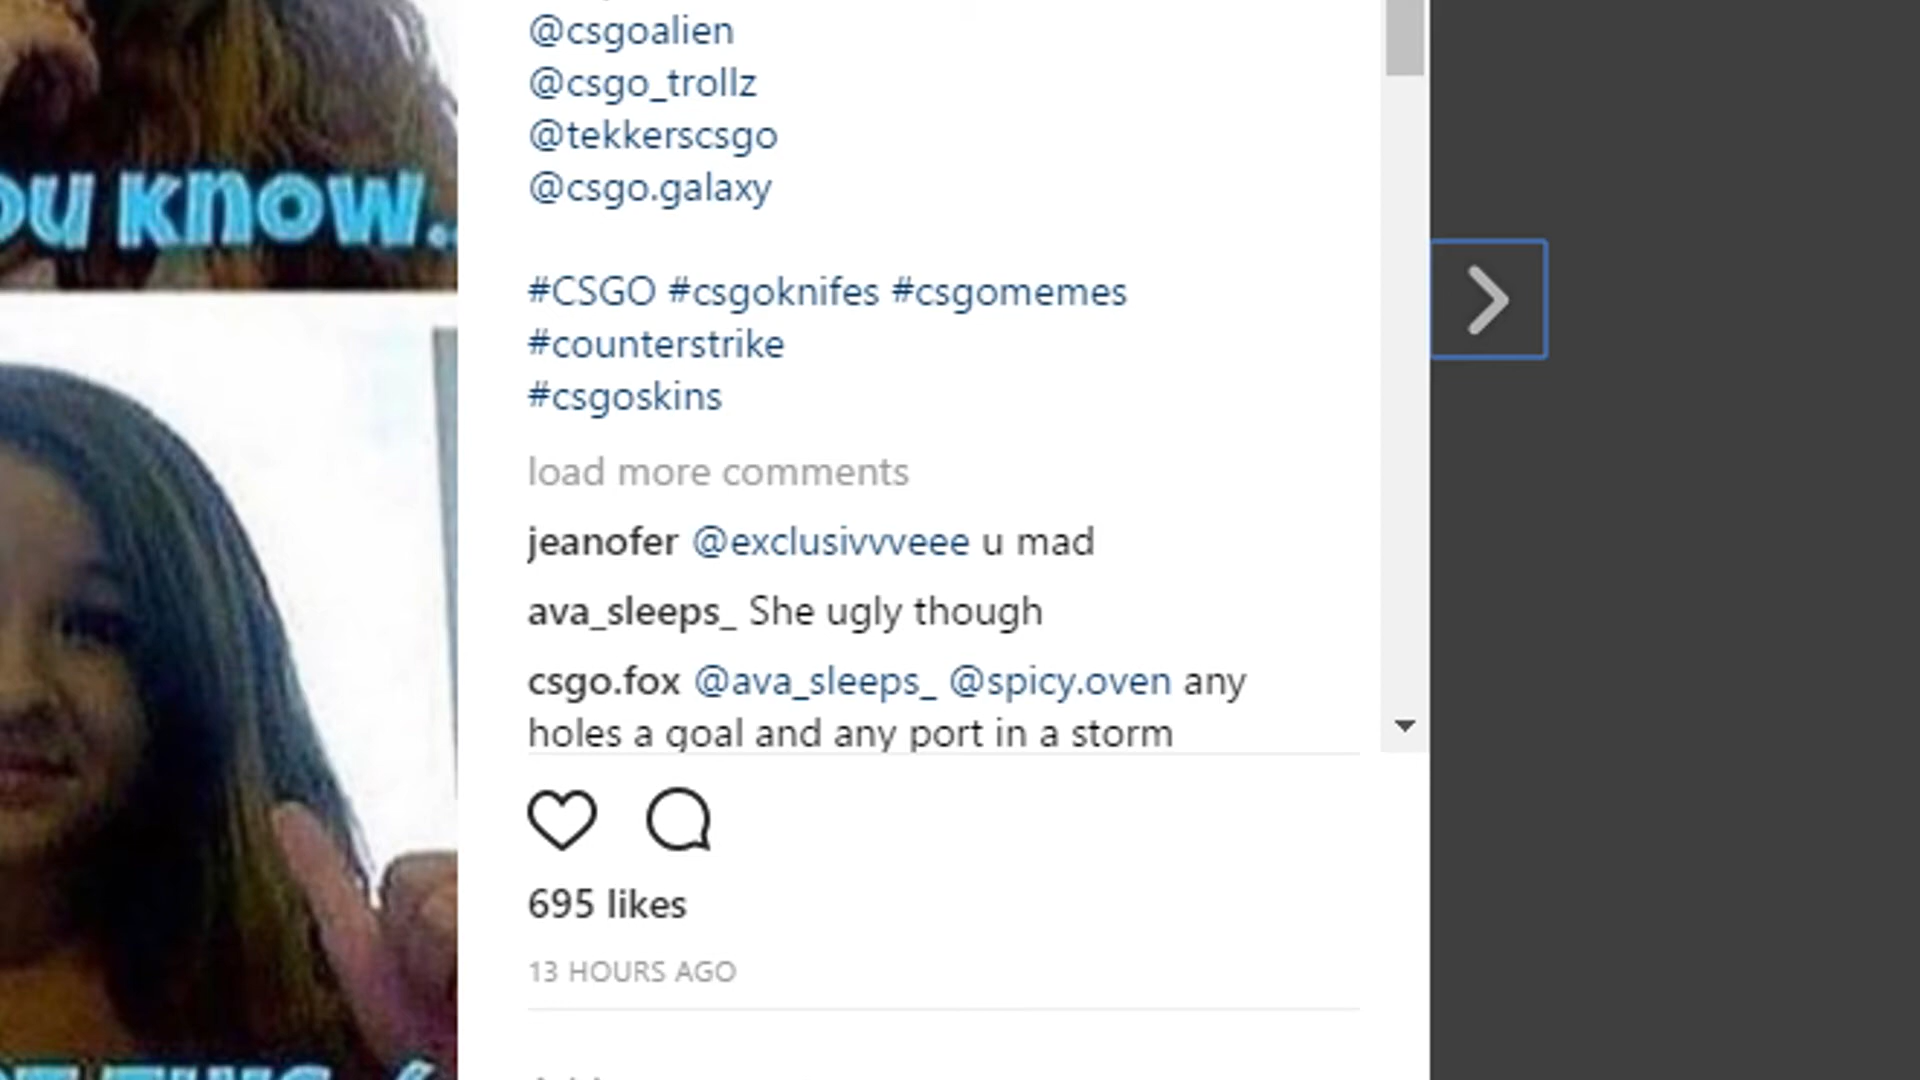 @csgoalien
@csgo_trollz
@tekkerscsgo
@csgo.galaxy
ou know..
#CSGO #csgoknifes #csgomemes
#counterstrike
#csgoskins
load more comments
jeanofer @exclusivvveee u mad
ava_sleeps_ She ugly though
csgo.fox @ava_sleeps_ @spicy.oven any
holes a goal and any port in a storm
695 likes
13 HOURS AGO